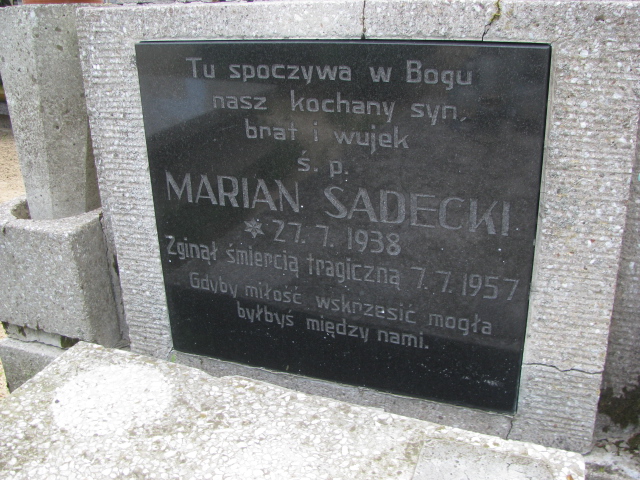 Tu spoczywa w Bogu
nasz kochany syn,
brat i wujek
ś. p.
MARIAN SADECKI
* 27. 7. 1938
Zginął śmiercią tragiczną 7. 7. 1957
Gdyby miłość wskrzesić mogła
byłbyś między nami.